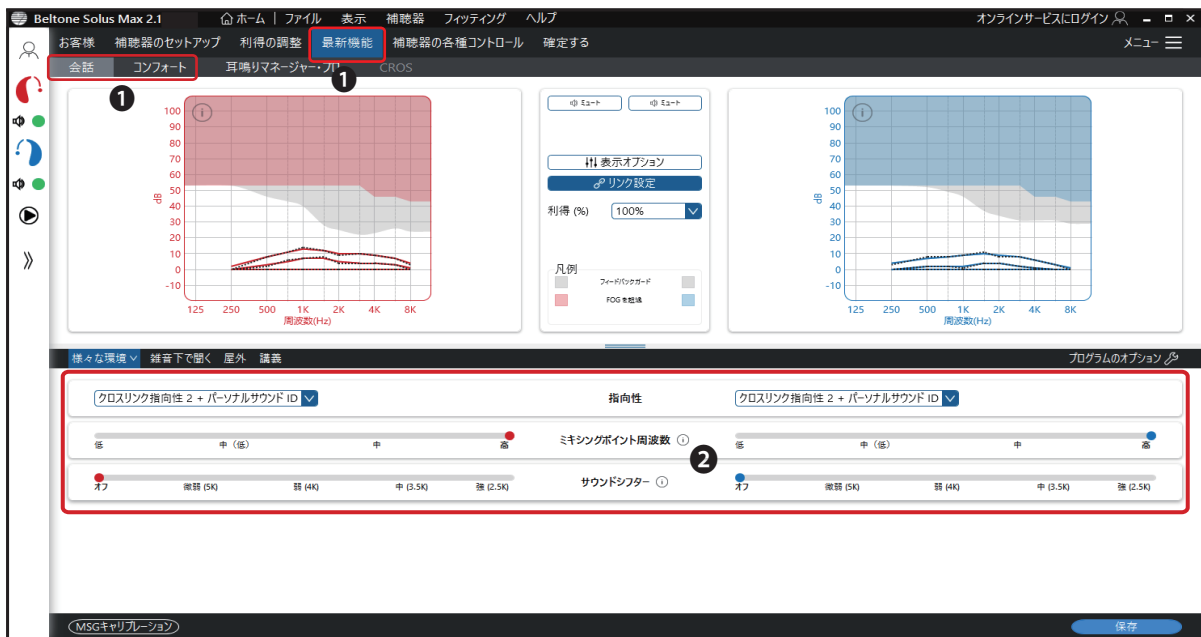 Beltone Solus Max 2.1 ホーム | ファイル 表示 補聴器 フィッティング ヘルプ オンラインサービスにログイン
お客様 補聴器のセットアップ 利得の調整 最新機能 補聴器の各種コントロール 確定する メニュー
会話 コンフォート 耳鳴りマネージャー・プロ CROS
1 1
100 90 80 70 60 50 40 30 20 10 0 -10
dB
125 250 500 1K 2K 4K 8K
周波数(Hz)
ミュート ミュート
表示オプション
リンク設定
利得 (%) 100%
凡例
フィードバックガード
FOG を超過
100 90 80 70 60 50 40 30 20 10 0 -10
dB
125 250 500 1K 2K 4K 8K
周波数(Hz)
様々な環境 雑音下で聞く 屋外 講義 プログラムのオプション
クロスリンク指向性 2 + パーソナルサウンド ID 指向性 クロスリンク指向性 2 + パーソナルサウンド ID
低 中（低） 中 高 ミキシングポイント周波数 低 中（低） 中 高
2
オフ 微弱 (5K) 弱 (4K) 中 (3.5K) 強 (2.5K) サウンドシフター オフ 微弱 (5K) 弱 (4K) 中 (3.5K) 強 (2.5K)
MSGキャリブレーション 保存